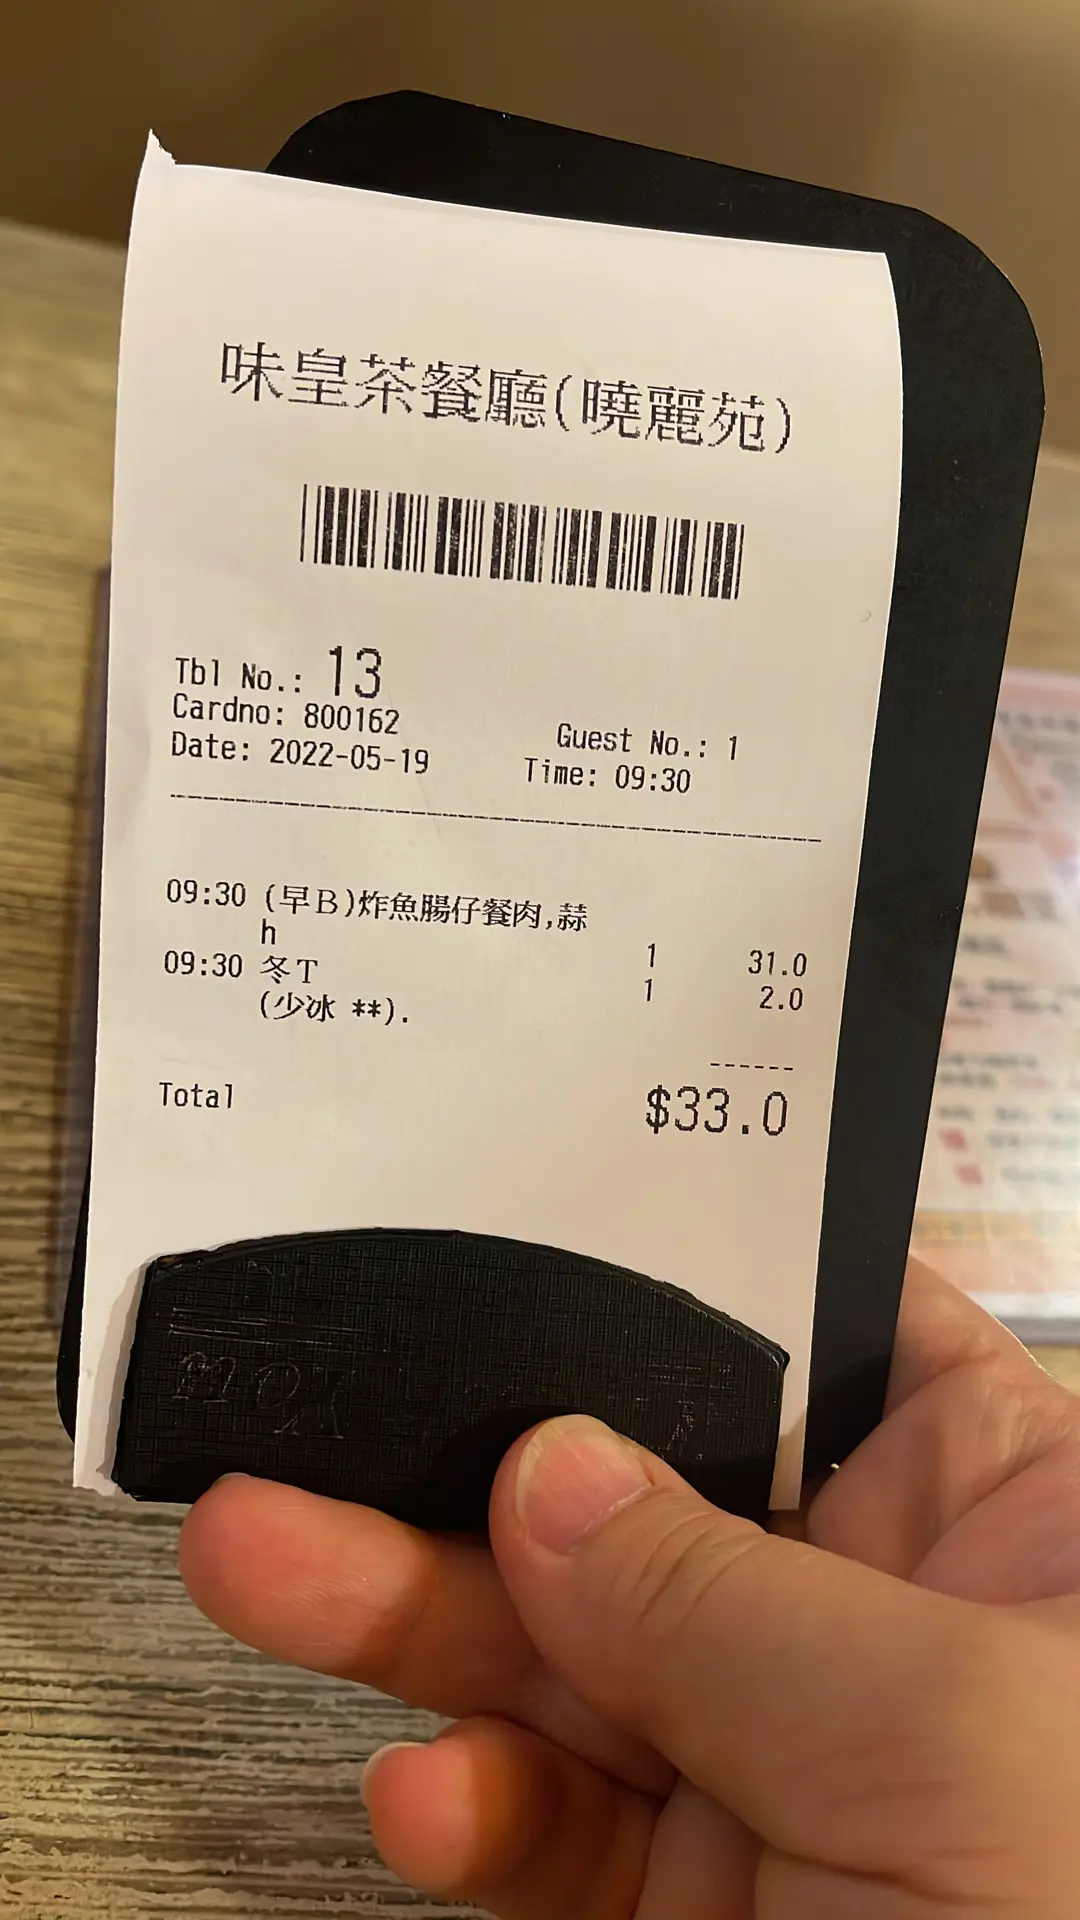 味皇茶餐廳(曉麗苑)
Tbl No.: 13
Cardno: 800162 Guest No.: 1
Date: 2022-05-19 Time: 09:30
09:30 (早B)炸魚腸仔餐肉,蒜
h 1 31.0
09:30 冬T 1 2.0
(少冰 **).
Total $33.0